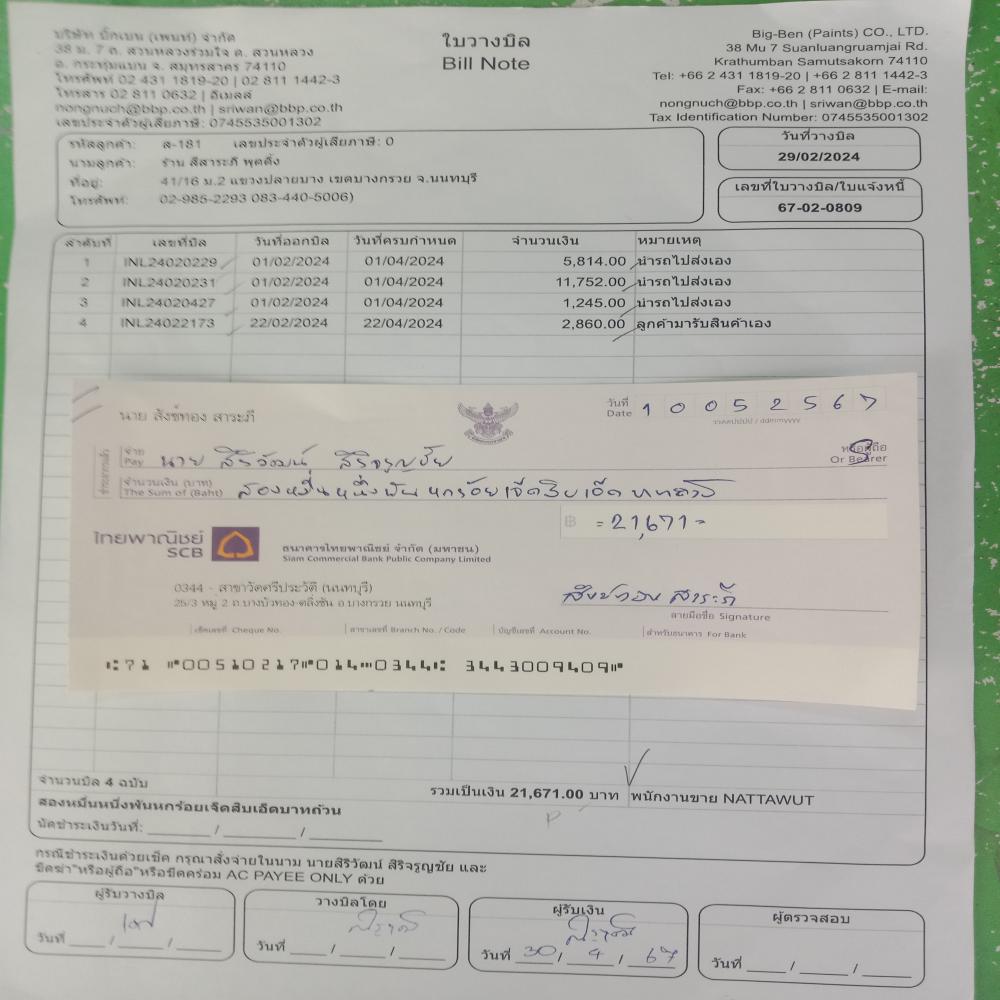 บริษัท บิ๊กเบน (เพนท์) จำกัด
38 ม. 7 ถ. สวนหลวงร่วมใจ ต. สวนหลวง
อ. กระทุ่มแบน จ. สมุทรสาคร 74110
โทรศัพท์ 02 431 1819-20 | 02 811 1442-3
โทรสาร 02 811 0632 | อีเมลล์
nongnuch@bbp.co.th | sriwan@bbp.co.th
เลขประจำตัวผู้เสียภาษี: 0745535001302
ใบวางบิล
Bill Note
Big-Ben (Paints) CO., LTD.
38 Mu 7 Suanluangruamjai Rd.
Krathumban Samutsakorn 74110
Tel: +66 2 431 1819-20 | +66 2 811 1442-3
Fax: +66 2 811 0632 | E-mail:
nongnuch@bbp.co.th | sriwan@bbp.co.th
Tax Identification Number: 0745535001302
รหัสลูกค้า: ส-181 เลขประจำตัวผู้เสียภาษี: 0
นามลูกค้า: ร้าน สีสาระภี พุดดิ้ง
ที่อยู่: 41/16 ม.2 แขวงปลายบาง เขตบางกรวย จ.นนทบุรี
โทรศัพท์: 02-985-2293 083-440-5006)
วันที่วางบิล
29/02/2024
เลขที่ใบวางบิล/ใบแจ้งหนี้
67-02-0809
ลำดับที่ เลขที่บิล วันที่ออกบิล วันที่ครบกำหนด จำนวนเงิน หมายเหตุ
1 INL24020229 01/02/2024 01/04/2024 5,814.00 นำรถไปส่งเอง
2 INL24020231 01/02/2024 01/04/2024 11,752.00 นำรถไปส่งเอง
3 INL24020427 01/02/2024 01/04/2024 1,245.00 นำรถไปส่งเอง
4 INL24022173 22/02/2024 22/04/2024 2,860.00 ลูกค้ามารับสินค้าเอง
นาย สังข์ทอง สาระภี
วันที่ Date 1 0 0 5 2 5 6 7
ววดดปปปป / ddmmyyyy
จ่าย Pay นาย สิริวัฒน์ สิริจรูญชัย
หรือผู้ถือ
Or Bearer
จำนวนเงิน (บาท)
The Sum of (Baht) สองหมื่นหนึ่งพันหกร้อยเจ็ดสิบเอ็ดบาทถ้วน
฿ =21,671=
ไทยพาณิชย์
SCB
ธนาคารไทยพาณิชย์ จำกัด (มหาชน)
Siam Commercial Bank Public Company Limited
0344 - สาขาวัดศรีประวัติ (นนทบุรี)
25/3 หมู่ 2 ถ.บางบัวทอง-ตลิ่งชัน อ.บางกรวย นนทบุรี
สังข์ทอง สาระภี
ลายมือชื่อ Signature
เช็คเลขที่ Cheque No. สาขาเลขที่ Branch No. / Code บัญชีเลขที่ Account No. สำหรับธนาคาร For Bank
⑆71 ⑈00510217⑈014⑉0344⑆ 3443009409⑈
จำนวนบิล 4 ฉบับ
รวมเป็นเงิน 21,671.00 บาท พนักงานขาย NATTAWUT
สองหมื่นหนึ่งพันหกร้อยเจ็ดสิบเอ็ดบาทถ้วน
P
นัดชำระเงินวันที่: ______ / ______ / ______
กรณีชำระเงินด้วยเช็ค กรุณาสั่งจ่ายในนาม นายสิริวัฒน์ สิริจรูญชัย และ
ขีดฆ่า"หรือผู้ถือ"หรือขีดคร่อม AC PAYEE ONLY ด้วย
ผู้รับวางบิล
วันที่ ____ / ____ / ____
วางบิลโดย
วันที่ ____ / ____ / ____
ผู้รับเงิน
วันที่ 30 / 4 / 67
ผู้ตรวจสอบ
วันที่ ____ / ____ / ____